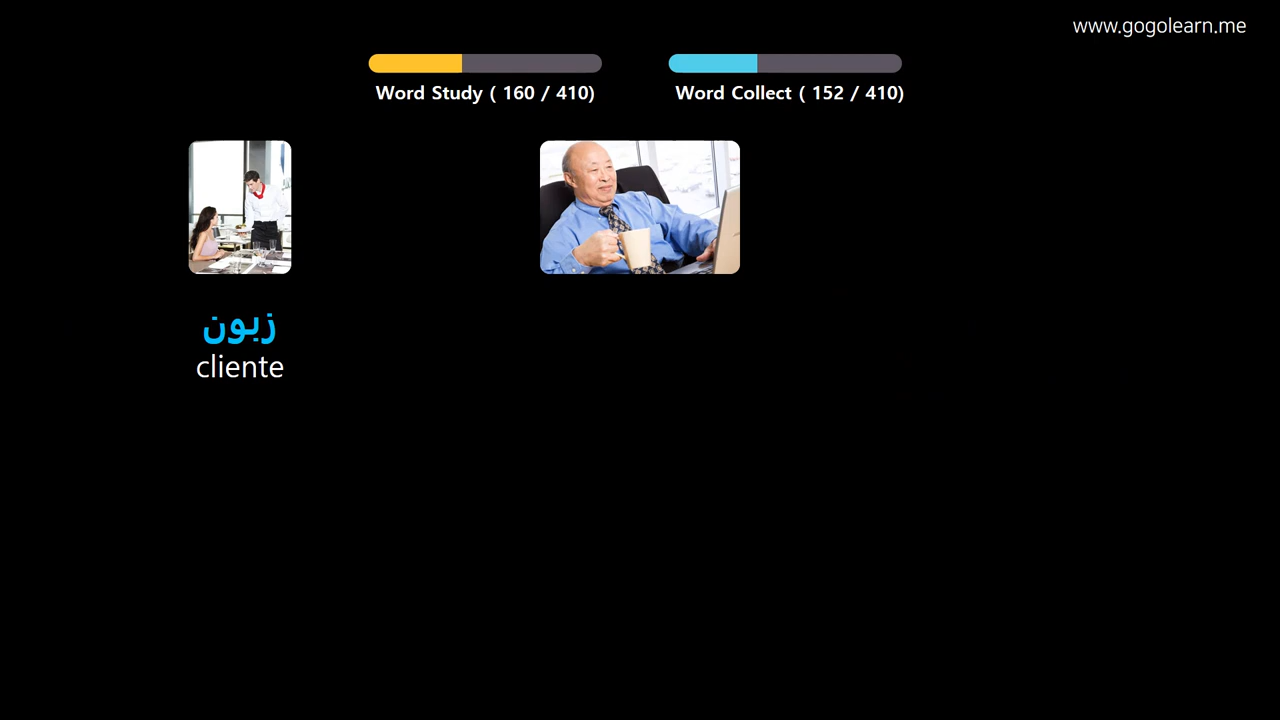 www.gogolearn.me
Word Study ( 160 / 410)
Word Collect ( 152 / 410)
زبون
cliente